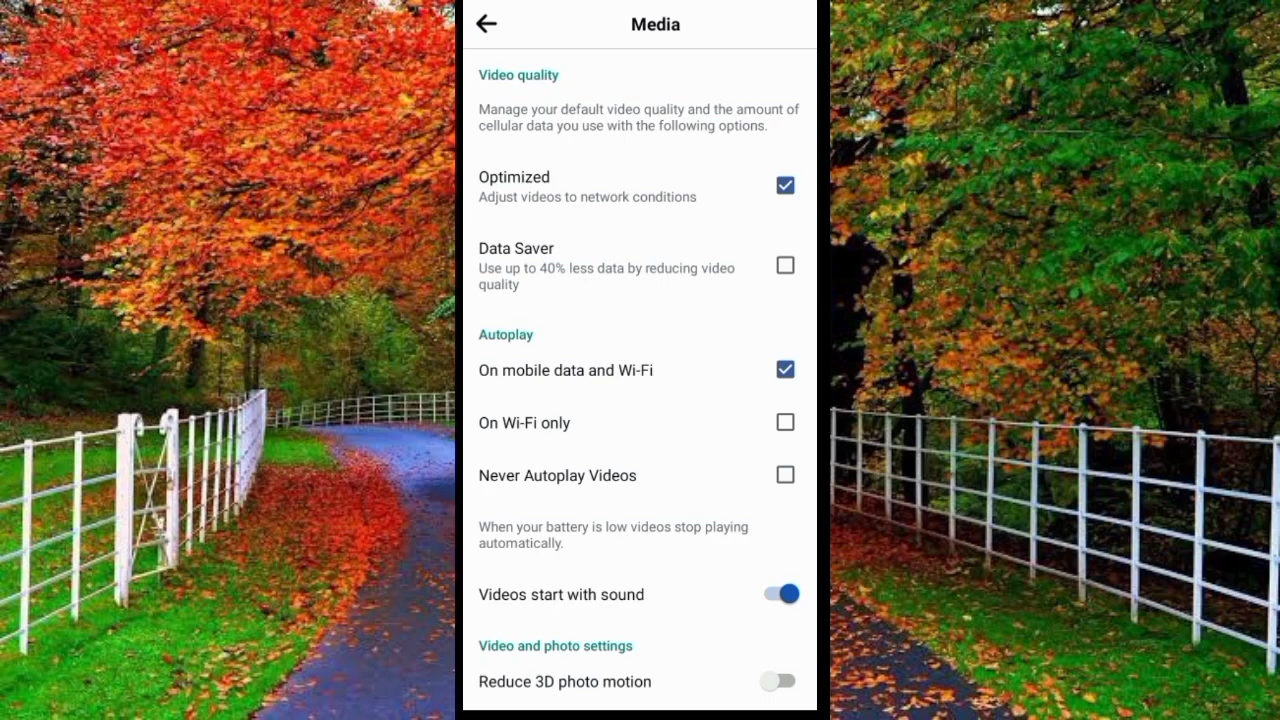 Media
Video quality
Manage your default video quality and the amount of
cellular data you use with the following options.
Optimized
Adjust videos to network conditions
Data Saver
Use up to 40% less data by reducing video
quality
Autoplay
On mobile data and Wi-Fi
On Wi-Fi only
Never Autoplay Videos
When your battery is low videos stop playing
automatically.
Videos start with sound
Video and photo settings
Reduce 3D photo motion